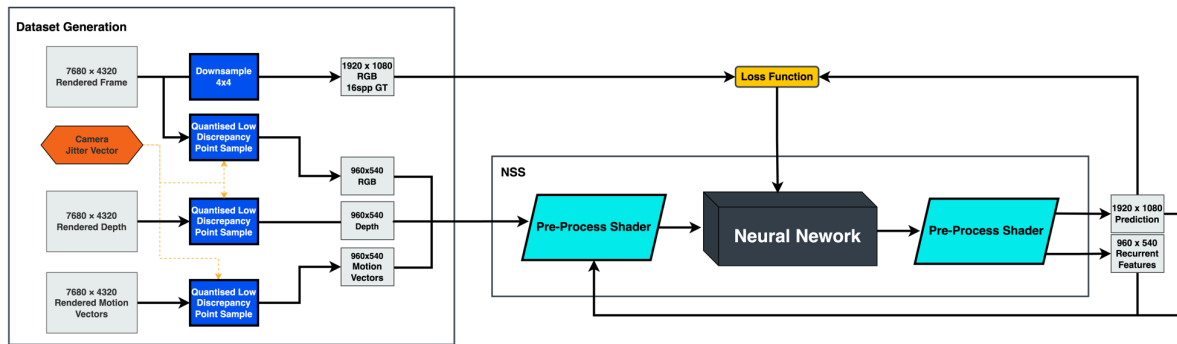 Dataset Generation
7680 × 4320
Rendered Frame
Downsample
4x4
1920 x 1080
RGB
16spp GT
Loss Function
Camera
Jitter Vector
Quantised Low
Discrepancy
Point Sample
960x540
RGB
7680 × 4320
Rendered Depth
Quantised Low
Discrepancy
Point Sample
960x540
Depth
7680 × 4320
Rendered Motion
Vectors
Quantised Low
Discrepancy
Point Sample
960x540
Motion
Vectors
NSS
Pre-Process Shader
Neural Nework
Pre-Process Shader
1920 x 1080
Prediction
960 x 540
Recurrent
Features